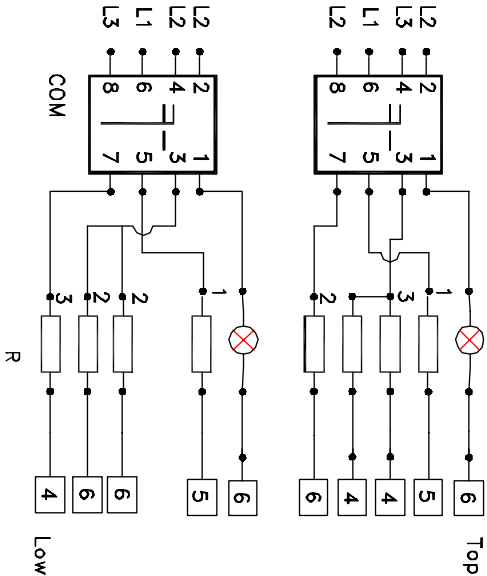 L3 L1 L2 L2
L2 L1 L3 L2
COM
8 6 4 2
8 6 4 2
7 5 3 1
7 5 3 1
3 2 2 1
2 3 1
R
4 6 6 5 6
6 4 4 5 6
Low
Top